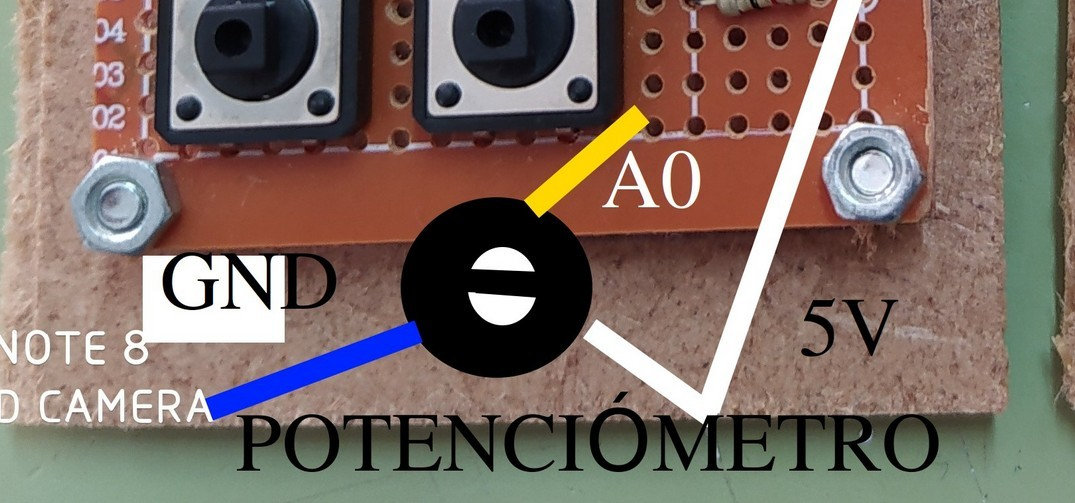 04
03
02
A0
GND
5V
NOTE 8
D CAMERA
POTENCIÓMETRO